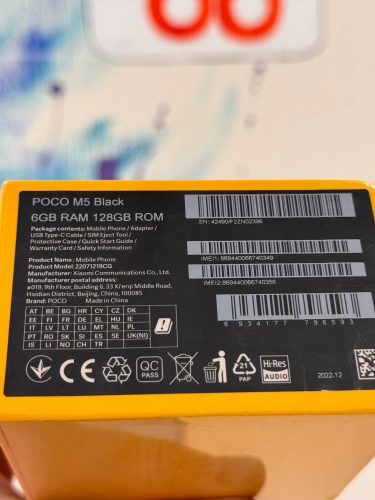 POCO M5 Black
6GB RAM 128GB ROM
Package contents: Mobile Phone / Adapter /
USB Type-C Cable / SIM Eject Tool /
Protective Case / Quick Start Guide /
Warranty Card / Safety Information
Product Name: Mobile Phone
Product Model: 22071219CG
Manufacturer: Xiaomi Communications Co., Ltd.
Manufacturer postal address:
#019, 9th Floor, Building 6, 33 Xi'erqi Middle Road,
Haidian District, Beijing, China, 100085
Brand: POCO Made in China
AT BE BG HR CY CZ DK
EE FI FR DE EL HU IE
IT LV LT LU MT NL PL
PT RO SK SI ES SE UK(NI)
IS LI NO CH TR
SN: 42490/F2ZN02396
IMEI1: 869440066740349
IMEI2: 869440066740356
6 934177 796593
CE
QC
PASS
21
PAP
Hi-Res
AUDIO
2022.12